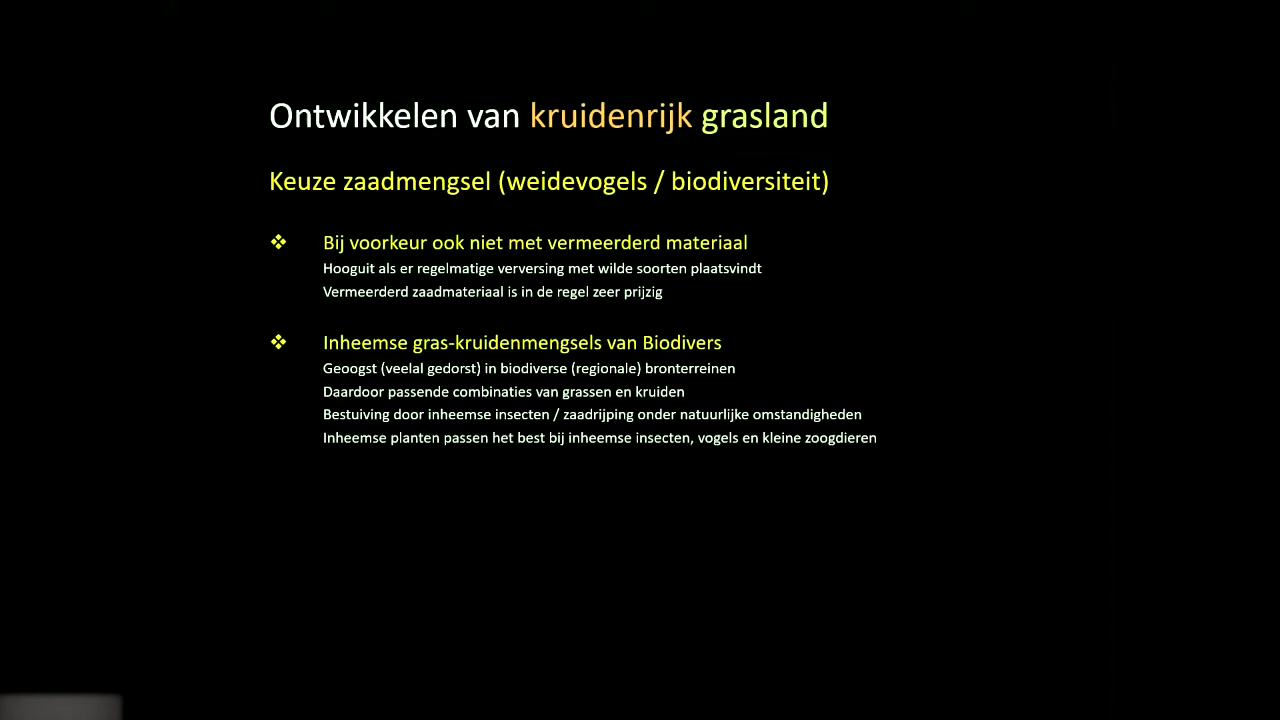 Ontwikkelen van kruidenrijk grasland
Keuze zaadmengsel (weidevogels / biodiversiteit)
❖ Bij voorkeur ook niet met vermeerderd materiaal
Hooguit als er regelmatige verversing met wilde soorten plaatsvindt
Vermeerderd zaadmateriaal is in de regel zeer prijzig
❖ Inheemse gras-kruidenmengsels van Biodivers
Geoogst (veelal gedorst) in biodiverse (regionale) bronterreinen
Daardoor passende combinaties van grassen en kruiden
Bestuiving door inheemse insecten / zaadrijping onder natuurlijke omstandigheden
Inheemse planten passen het best bij inheemse insecten, vogels en kleine zoogdieren